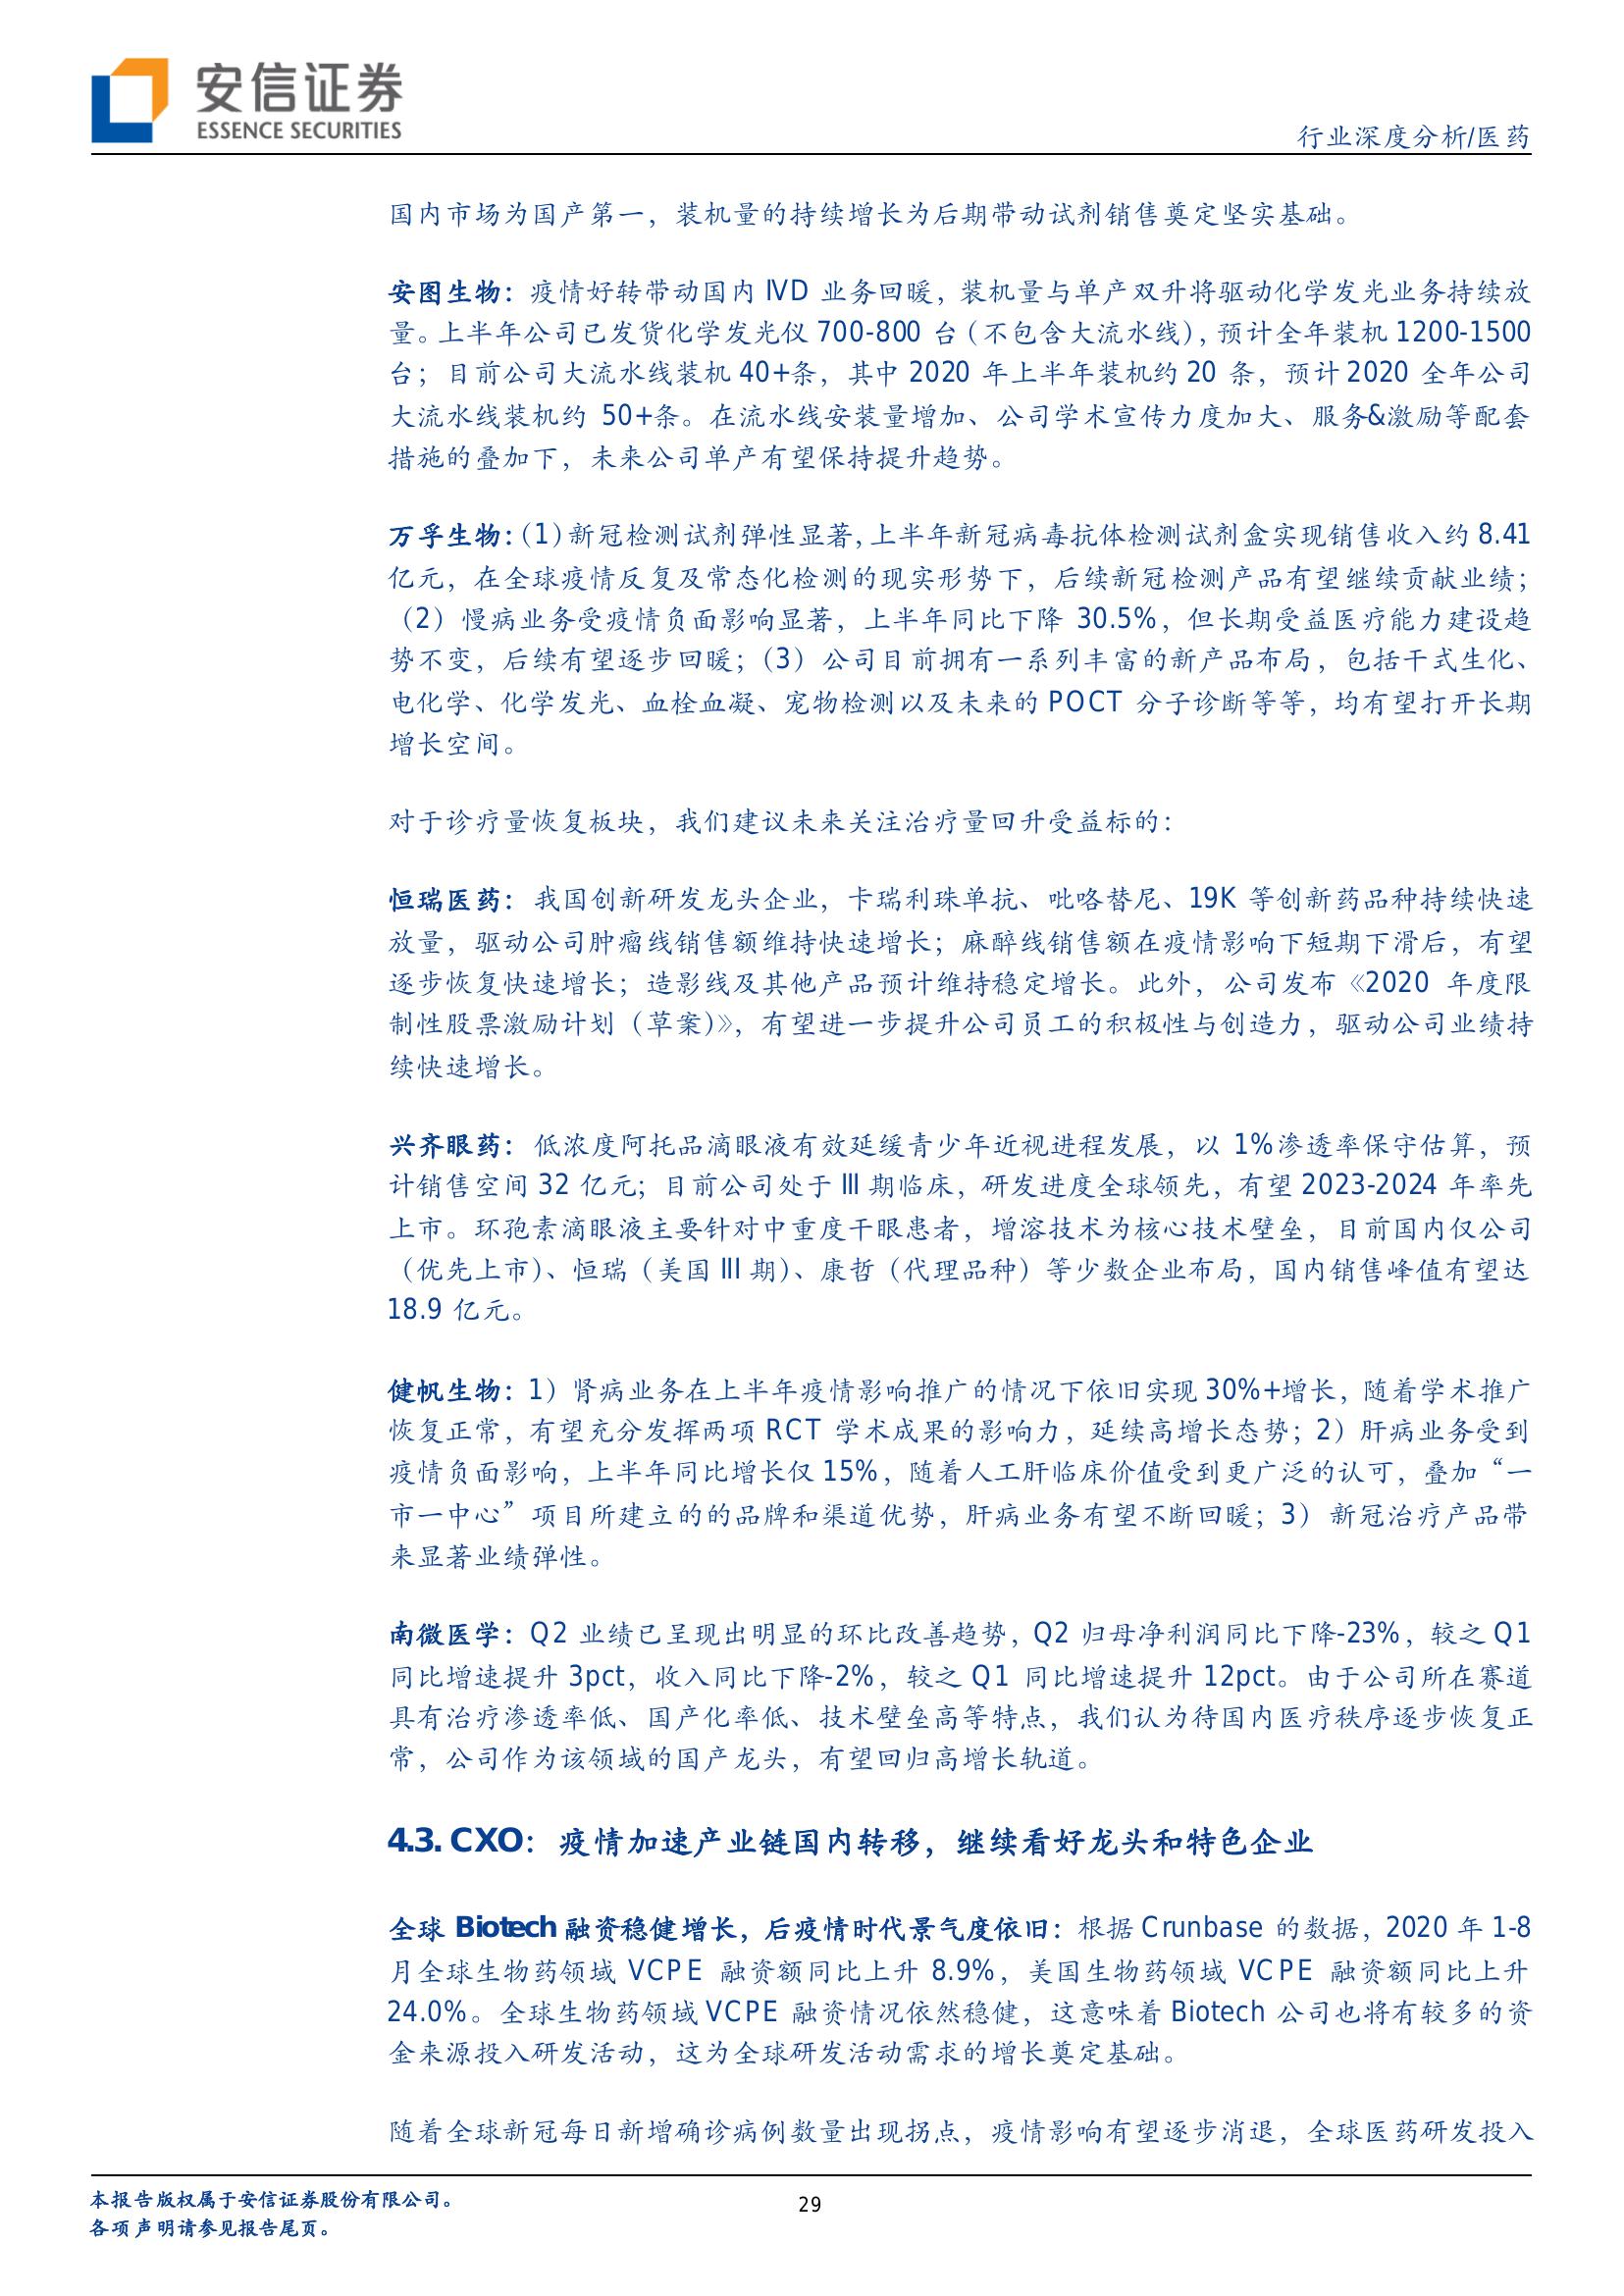 安信证券
ESSENCE SECURITIES
行业深度分析/医药
国内市场为国产第一，装机量的持续增长为后期带动试剂销售奠定坚实基础。
安图生物：疫情好转带动国内 IVD 业务回暖，装机量与单产双升将驱动化学发光业务持续放
量。上半年公司已发货化学发光仪 700-800 台（不包含大流水线），预计全年装机 1200-1500
台；目前公司大流水线装机 40+条，其中 2020 年上半年装机约 20 条，预计 2020 全年公司
大流水线装机约 50+条。在流水线安装量增加、公司学术宣传力度加大、服务&激励等配套
措施的叠加下，未来公司单产有望保持提升趋势。
万孚生物：（1）新冠检测试剂弹性显著，上半年新冠病毒抗体检测试剂盒实现销售收入约 8.41
亿元，在全球疫情反复及常态化检测的现实形势下，后续新冠检测产品有望继续贡献业绩；
（2）慢病业务受疫情负面影响显著，上半年同比下降 30.5%，但长期受益医疗能力建设趋
势不变，后续有望逐步回暖；（3）公司目前拥有一系列丰富的新产品布局，包括干式生化、
电化学、化学发光、血栓血凝、宠物检测以及未来的 POCT 分子诊断等等，均有望打开长期
增长空间。
对于诊疗量恢复板块，我们建议未来关注治疗量回升受益标的：
恒瑞医药：我国创新研发龙头企业，卡瑞利珠单抗、吡咯替尼、19K 等创新药品种持续快速
放量，驱动公司肿瘤线销售额维持快速增长；麻醉线销售额在疫情影响下短期下滑后，有望
逐步恢复快速增长；造影线及其他产品预计维持稳定增长。此外，公司发布《2020 年度限
制性股票激励计划（草案）》，有望进一步提升公司员工的积极性与创造力，驱动公司业绩持
续快速增长。
兴齐眼药：低浓度阿托品滴眼液有效延缓青少年近视进程发展，以 1%渗透率保守估算，预
计销售空间 32 亿元；目前公司处于 III 期临床，研发进度全球领先，有望 2023-2024 年率先
上市。环孢素滴眼液主要针对中重度干眼患者，增溶技术为核心技术壁垒，目前国内仅公司
（优先上市）、恒瑞（美国 III 期）、康哲（代理品种）等少数企业布局，国内销售峰值有望达
18.9 亿元。
健帆生物：1）肾病业务在上半年疫情影响推广的情况下依旧实现 30%+增长，随着学术推广
恢复正常，有望充分发挥两项 RCT 学术成果的影响力，延续高增长态势；2）肝病业务受到
疫情负面影响，上半年同比增长仅 15%，随着人工肝临床价值受到更广泛的认可，叠加“一
市一中心”项目所建立的的品牌和渠道优势，肝病业务有望不断回暖；3）新冠治疗产品带
来显著业绩弹性。
南微医学：Q2 业绩已呈现出明显的环比改善趋势，Q2 归母净利润同比下降-23%，较之 Q1
同比增速提升 3pct，收入同比下降-2%，较之 Q1 同比增速提升 12pct。由于公司所在赛道
具有治疗渗透率低、国产化率低、技术壁垒高等特点，我们认为待国内医疗秩序逐步恢复正
常，公司作为该领域的国产龙头，有望回归高增长轨道。
4.3. CXO：疫情加速产业链国内转移，继续看好龙头和特色企业
全球 Biotech 融资稳健增长，后疫情时代景气度依旧：根据 Crunbase 的数据，2020 年 1-8
月全球生物药领域 VCPE 融资额同比上升 8.9%，美国生物药领域 VCPE 融资额同比上升
24.0%。全球生物药领域 VCPE 融资情况依然稳健，这意味着 Biotech 公司也将有较多的资
金来源投入研发活动，这为全球研发活动需求的增长奠定基础。
随着全球新冠每日新增确诊病例数量出现拐点，疫情影响有望逐步消退，全球医药研发投入
本报告版权属于安信证券股份有限公司。
29
各项声明请参见报告尾页。